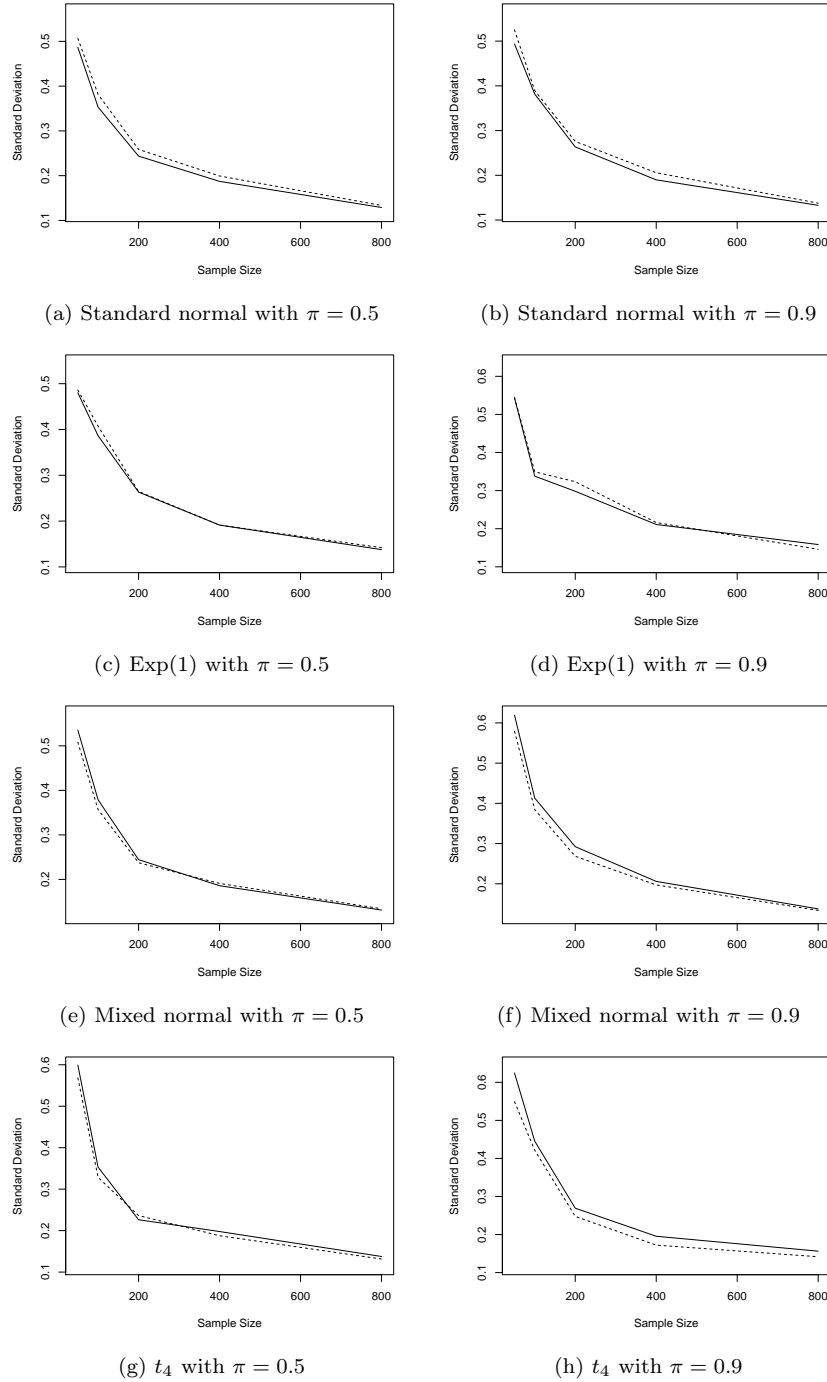 0.5
0.4
0.3
0.2
0.1
Standard Deviation
200 400 600 800
Sample Size
(a) Standard normal with π = 0.5
0.5
0.4
0.3
0.2
0.1
Standard Deviation
200 400 600 800
Sample Size
(b) Standard normal with π = 0.9
0.5
0.4
0.3
0.2
0.1
Standard Deviation
200 400 600 800
Sample Size
(c) Exp(1) with π = 0.5
0.6
0.5
0.4
0.3
0.2
0.1
Standard Deviation
200 400 600 800
Sample Size
(d) Exp(1) with π = 0.9
0.5
0.4
0.3
0.2
Standard Deviation
200 400 600 800
Sample Size
(e) Mixed normal with π = 0.5
0.6
0.5
0.4
0.3
0.2
Standard Deviation
200 400 600 800
Sample Size
(f) Mixed normal with π = 0.9
0.6
0.5
0.4
0.3
0.2
0.1
Standard Deviation
200 400 600 800
Sample Size
(g) t₄ with π = 0.5
0.6
0.5
0.4
0.3
0.2
0.1
Standard Deviation
200 400 600 800
Sample Size
(h) t₄ with π = 0.9